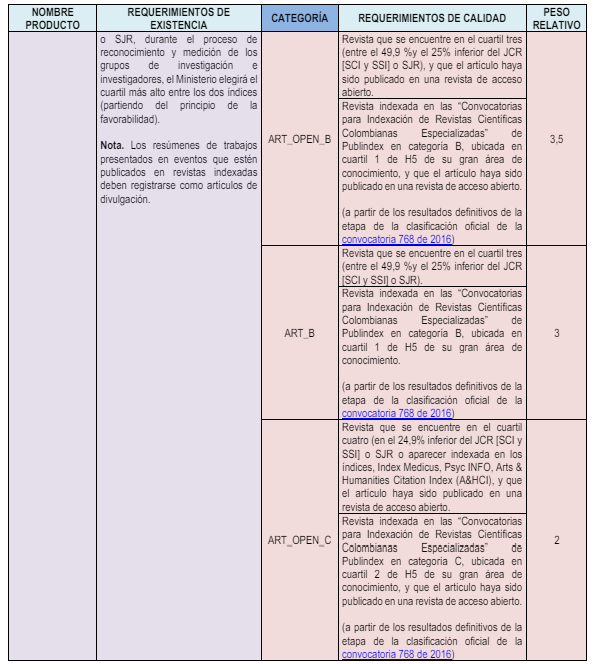 NOMBRE
PRODUCTO
REQUERIMIENTOS DE
EXISTENCIA
CATEGORÍA
REQUERIMIENTOS DE CALIDAD
PESO
RELATIVO
o SJR, durante el proceso de
reconocimiento y medición de los
grupos de investigación e
investigadores, el Ministerio elegirá el
cuartil más alto entre los dos índices
(partiendo del principio de la
favorabilidad).
Nota. Los resúmenes de trabajos
presentados en eventos que estén
publicados en revistas indexadas
deben registrarse como artículos de
divulgación.
ART_OPEN_B
Revista que se encuentre en el cuartil tres
(entre el 49,9 %y el 25% inferior del JCR
[SCI y SSI] o SJR), y que el artículo haya
sido publicado en una revista de acceso
abierto.
Revista indexada en las “Convocatorias
para Indexación de Revistas Científicas
Colombianas Especializadas” de
Publindex en categoría B, ubicada en
cuartil 1 de H5 de su gran área de
conocimiento, y que el artículo haya sido
publicado en una revista de acceso abierto.
(a partir de los resultados definitivos de la
etapa de la clasificación oficial de la
convocatoria 768 de 2016)
3,5
ART_B
Revista que se encuentre en el cuartil tres
(entre el 49,9 %y el 25% inferior del JCR
[SCI y SSI] o SJR).
Revista indexada en las “Convocatorias
para Indexación de Revistas Científicas
Colombianas Especializadas” de
Publindex en categoría B, ubicada en
cuartil 1 de H5 de su gran área de
conocimiento.
(a partir de los resultados definitivos de la
etapa de la clasificación oficial de la
convocatoria 768 de 2016)
3
ART_OPEN_C
Revista que se encuentre en el cuartil
cuatro (en el 24,9% inferior del JCR [SCI y
SSI] o SJR o aparecer indexada en los
índices, Index Medicus, Psyc INFO, Arts &
Humanities Citation Index (A&HCI), y que
el artículo haya sido publicado en una
revista de acceso abierto.
Revista indexada en las “Convocatorias
para Indexación de Revistas Científicas
Colombianas Especializadas” de
Publindex en categoría C, ubicada en
cuartil 2 de H5 de su gran área de
conocimiento, y que el artículo haya sido
publicado en una revista de acceso abierto.
(a partir de los resultados definitivos de la
etapa de la clasificación oficial de la
convocatoria 768 de 2016)
2